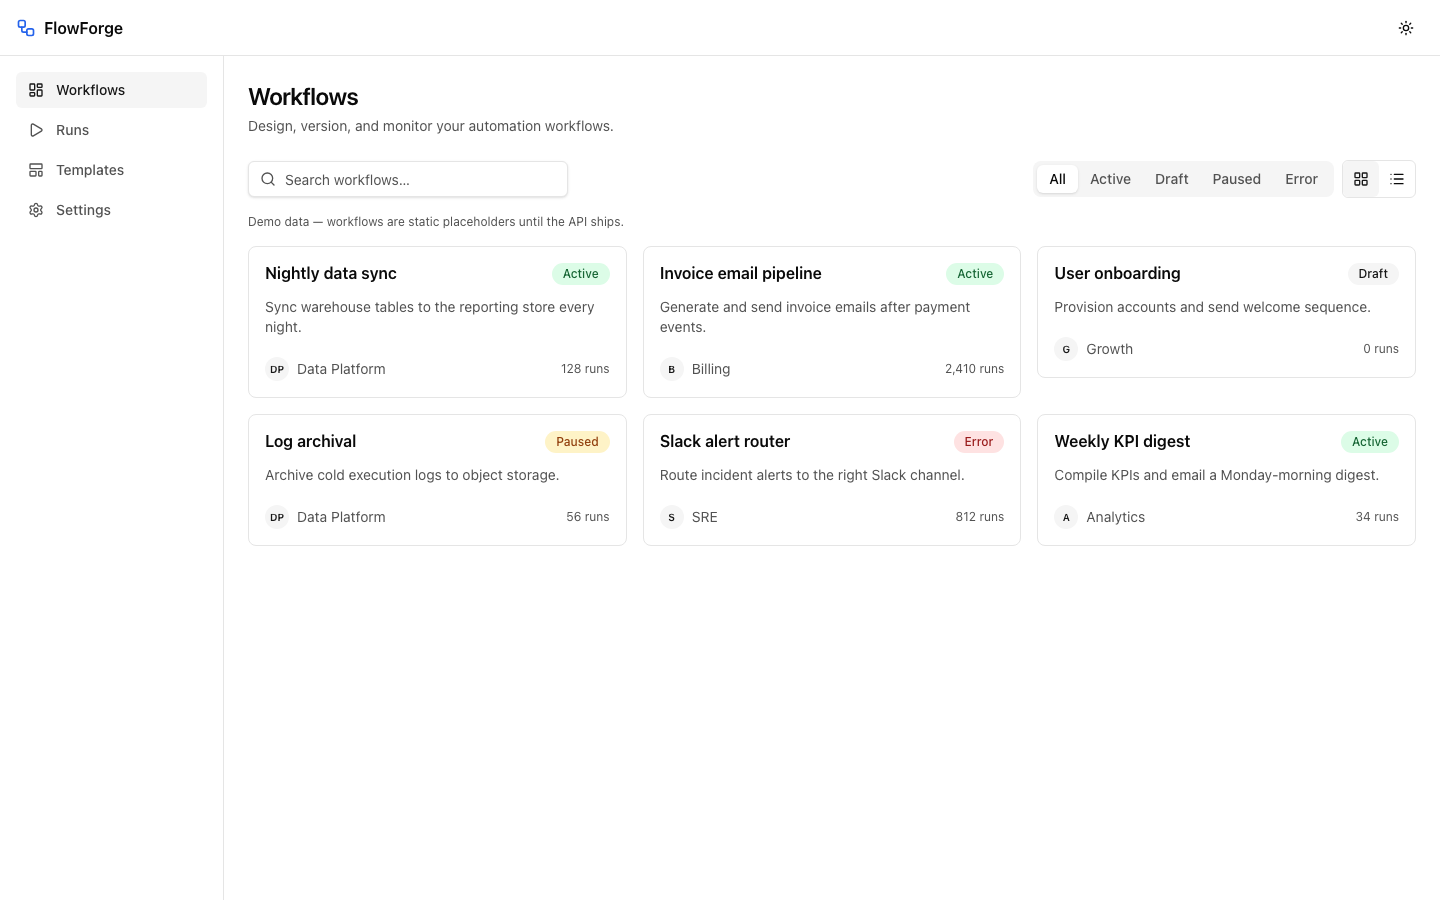 FlowForge
Workflows
Runs
Templates
Settings
Workflows
Design, version, and monitor your automation workflows.
Search workflows...
All Active Draft Paused Error
Demo data — workflows are static placeholders until the API ships.
Nightly data sync Active
Sync warehouse tables to the reporting store every
night.
DP Data Platform 128 runs
Invoice email pipeline Active
Generate and send invoice emails after payment
events.
B Billing 2,410 runs
User onboarding Draft
Provision accounts and send welcome sequence.
G Growth 0 runs
Log archival Paused
Archive cold execution logs to object storage.
DP Data Platform 56 runs
Slack alert router Error
Route incident alerts to the right Slack channel.
S SRE 812 runs
Weekly KPI digest Active
Compile KPIs and email a Monday-morning digest.
A Analytics 34 runs